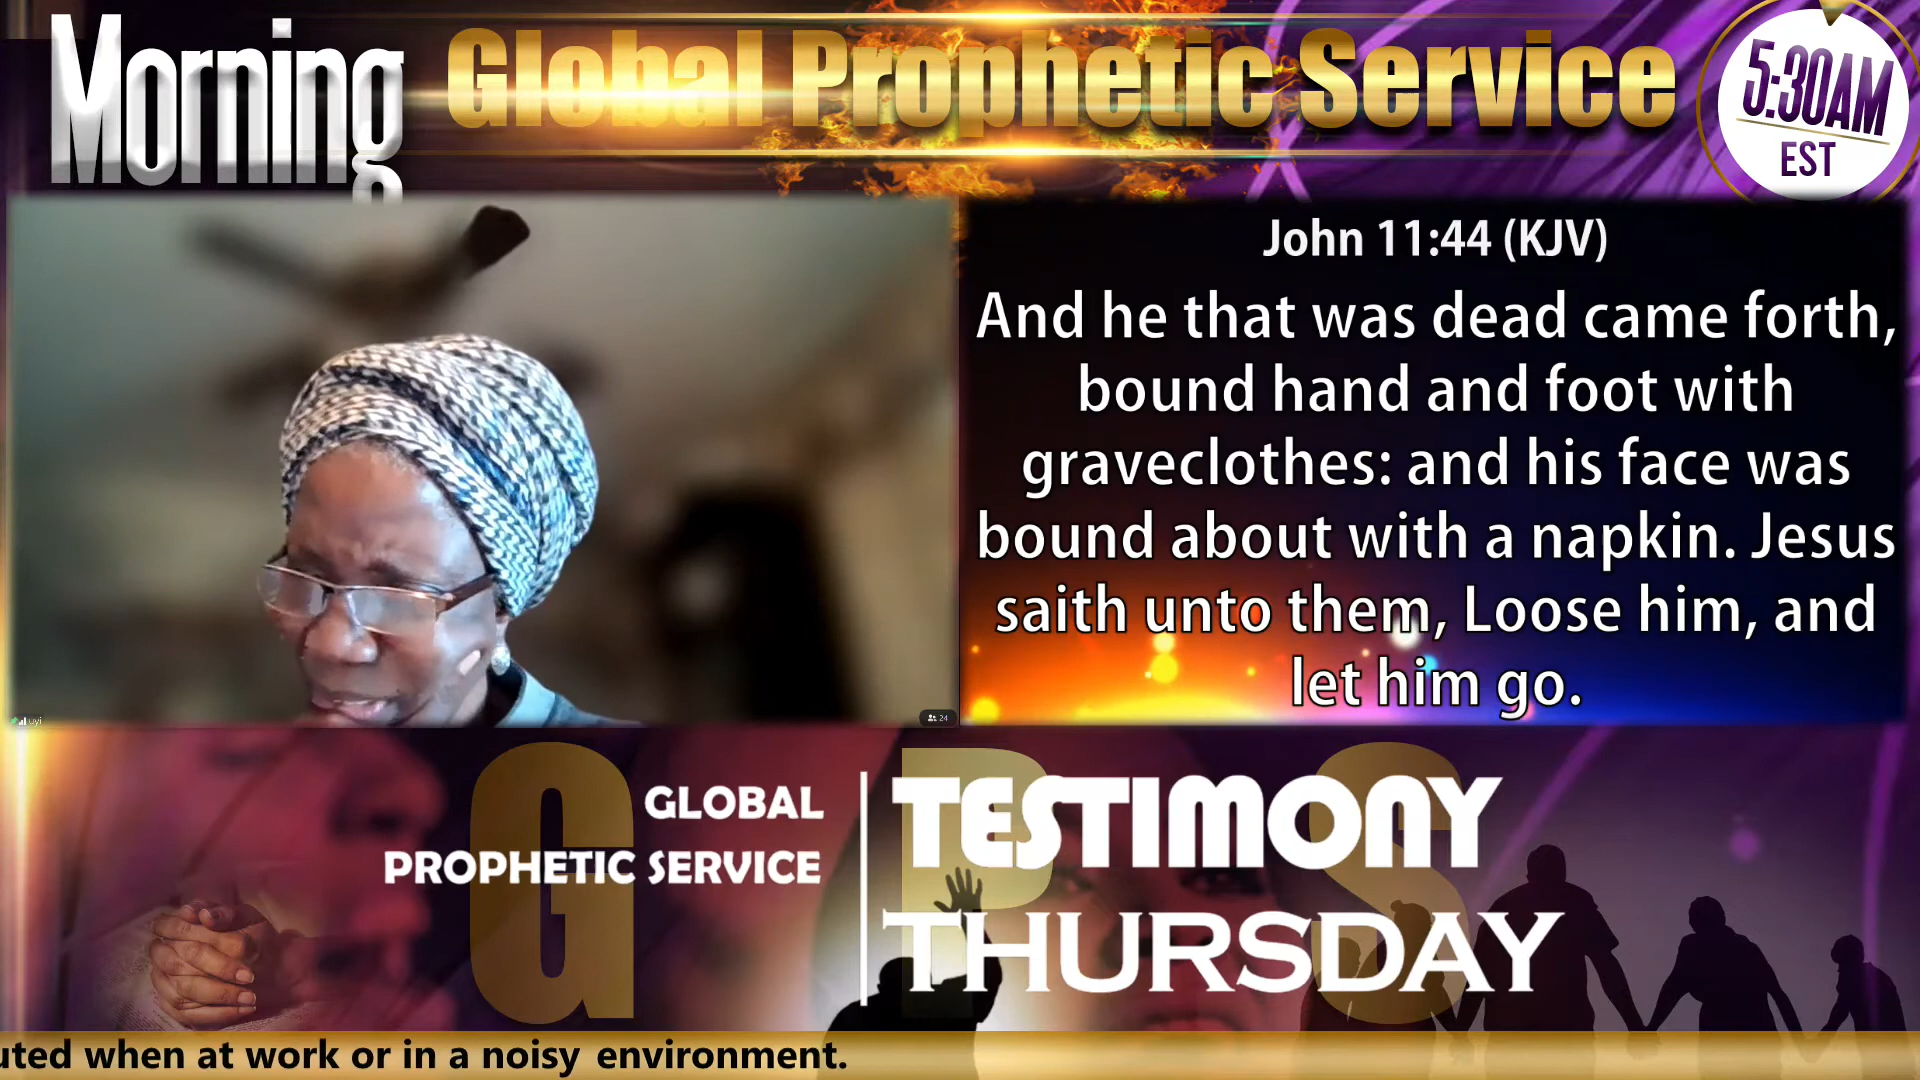 Morning
Global Prophetic Service
5:30AM
EST
John 11:44 (KJV)
And he that was dead came forth,
bound hand and foot with
graveclothes: and his face was
bound about with a napkin. Jesus
saith unto them, Loose him, and
let him go.
uyi
24
G P S
GLOBAL
PROPHETIC SERVICE
TESTIMONY
THURSDAY
uted when at work or in a noisy environment.